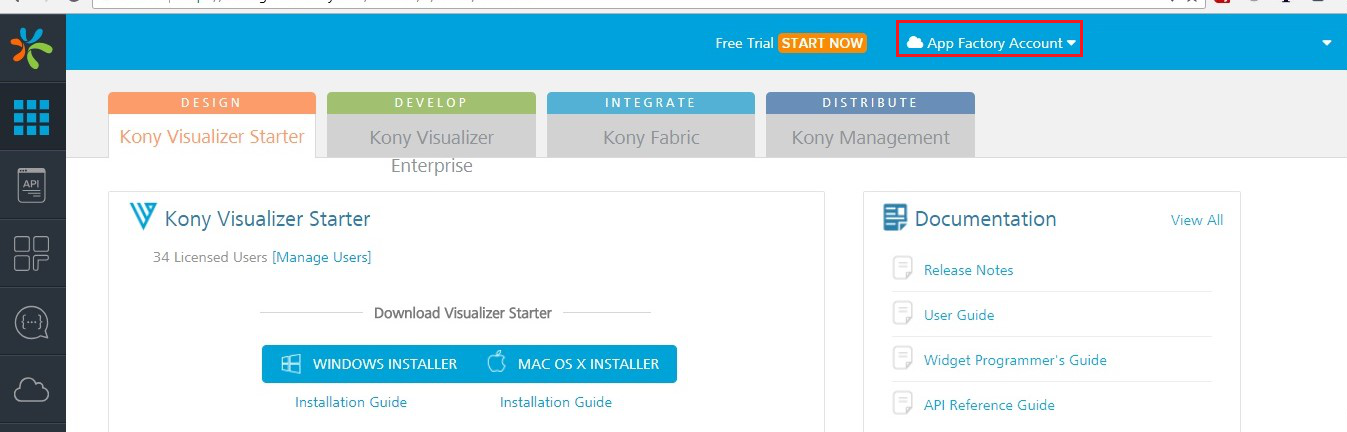 Free Trial START NOW App Factory Account
DESIGN
Kony Visualizer Starter
DEVELOP
Kony Visualizer
Enterprise
INTEGRATE
Kony Fabric
DISTRIBUTE
Kony Management
API
{...}
Kony Visualizer Starter
34 Licensed Users [Manage Users]
Download Visualizer Starter
WINDOWS INSTALLER
MAC OS X INSTALLER
Installation Guide
Installation Guide
Documentation
View All
Release Notes
User Guide
Widget Programmer's Guide
API Reference Guide